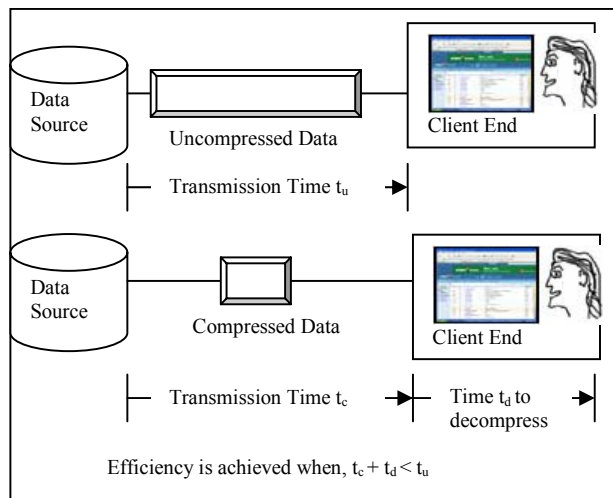 Data
Source
Uncompressed Data
Client End
Transmission Time tu
Data
Source
Compressed Data
Client End
Transmission Time tc
Time td to
decompress
Efficiency is achieved when, tc + td < tu